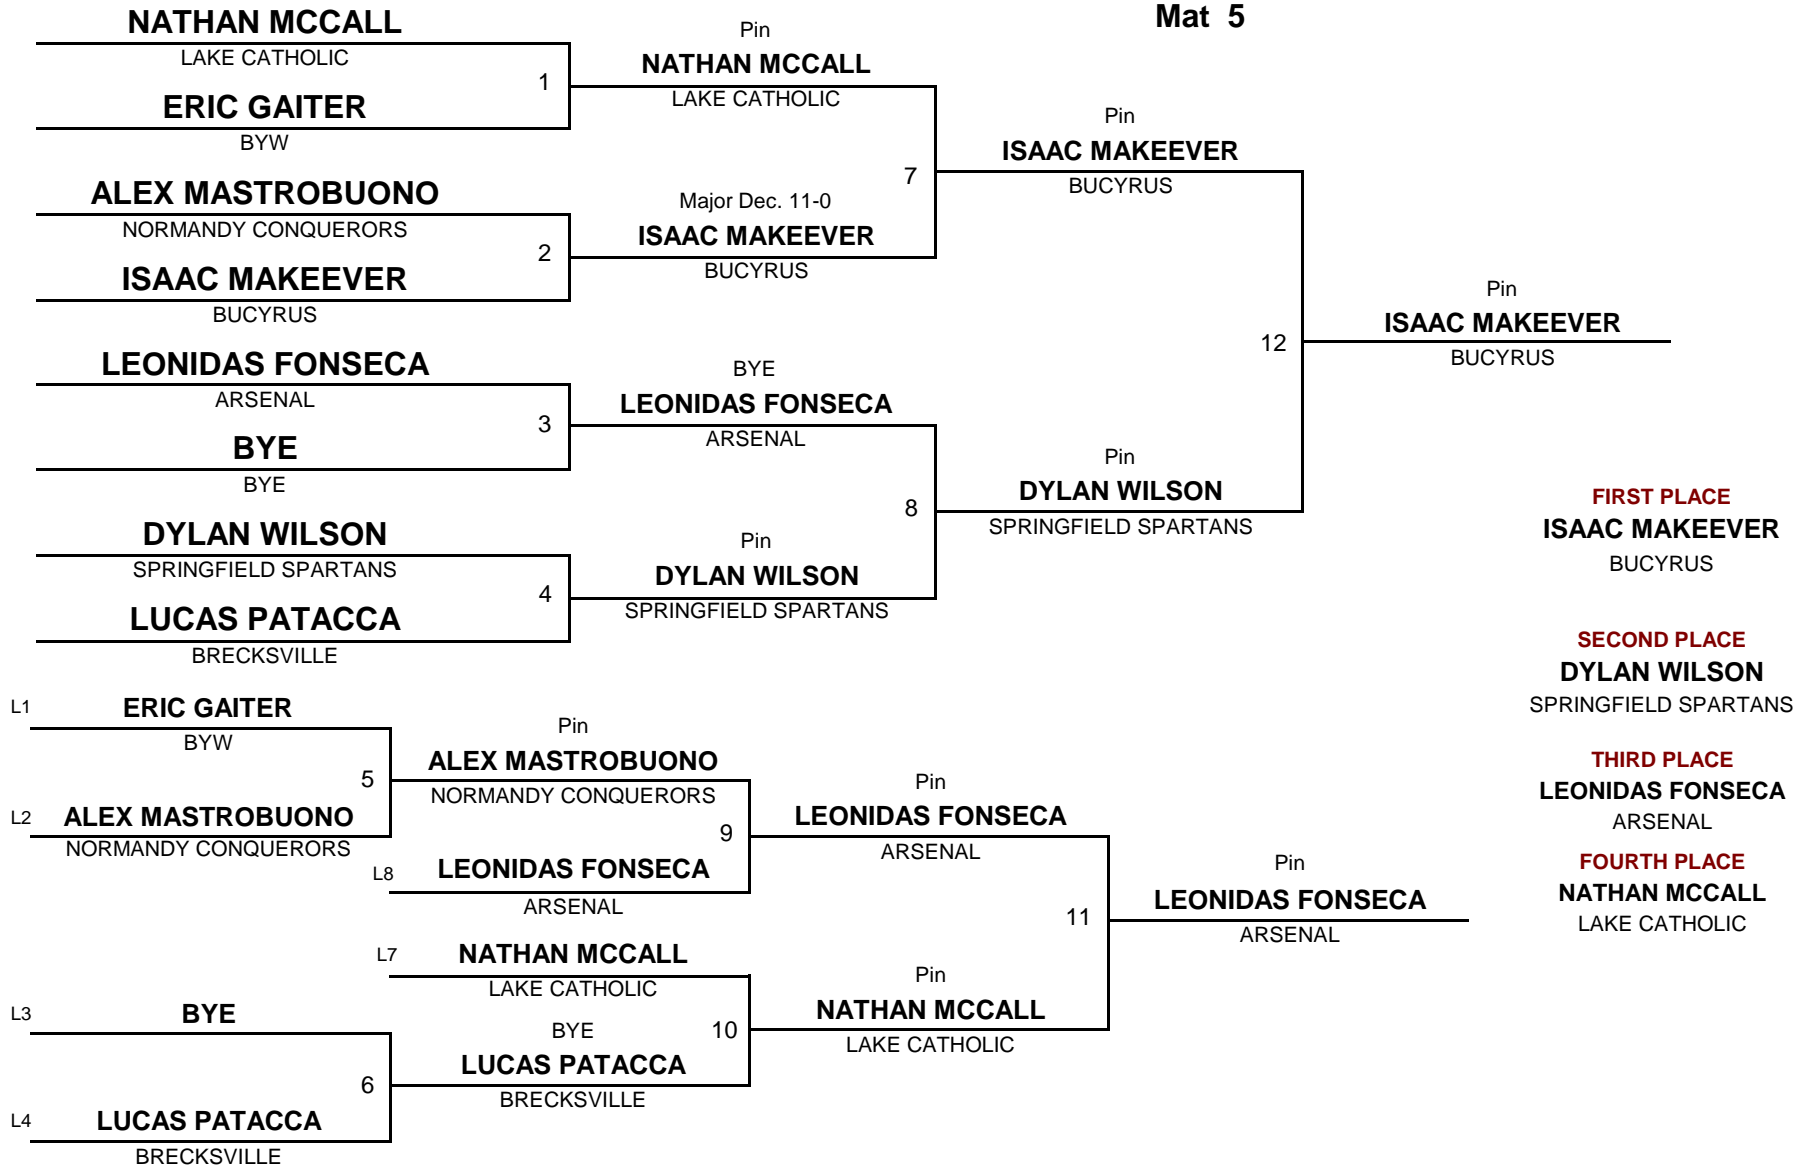 Mat 5
NATHAN MCCALL
LAKE CATHOLIC
1
ERIC GAITER
BYW
ALEX MASTROBUONO
NORMANDY CONQUERORS
2
ISAAC MAKEEVER
BUCYRUS
LEONIDAS FONSECA
ARSENAL
3
BYE
BYE
DYLAN WILSON
SPRINGFIELD SPARTANS
4
LUCAS PATACCA
BRECKSVILLE
Pin
NATHAN MCCALL
LAKE CATHOLIC
7
Major Dec. 11-0
ISAAC MAKEEVER
BUCYRUS
BYE
LEONIDAS FONSECA
ARSENAL
8
Pin
DYLAN WILSON
SPRINGFIELD SPARTANS
Pin
ISAAC MAKEEVER
BUCYRUS
12
Pin
DYLAN WILSON
SPRINGFIELD SPARTANS
Pin
ISAAC MAKEEVER
BUCYRUS
L1
ERIC GAITER
BYW
5
L2
ALEX MASTROBUONO
NORMANDY CONQUERORS
L3
BYE
6
L4
LUCAS PATACCA
BRECKSVILLE
Pin
ALEX MASTROBUONO
NORMANDY CONQUERORS
9
L8
LEONIDAS FONSECA
ARSENAL
L7
NATHAN MCCALL
LAKE CATHOLIC
10
BYE
LUCAS PATACCA
BRECKSVILLE
Pin
LEONIDAS FONSECA
ARSENAL
11
Pin
NATHAN MCCALL
LAKE CATHOLIC
Pin
LEONIDAS FONSECA
ARSENAL
FIRST PLACE
ISAAC MAKEEVER
BUCYRUS
SECOND PLACE
DYLAN WILSON
SPRINGFIELD SPARTANS
THIRD PLACE
LEONIDAS FONSECA
ARSENAL
FOURTH PLACE
NATHAN MCCALL
LAKE CATHOLIC